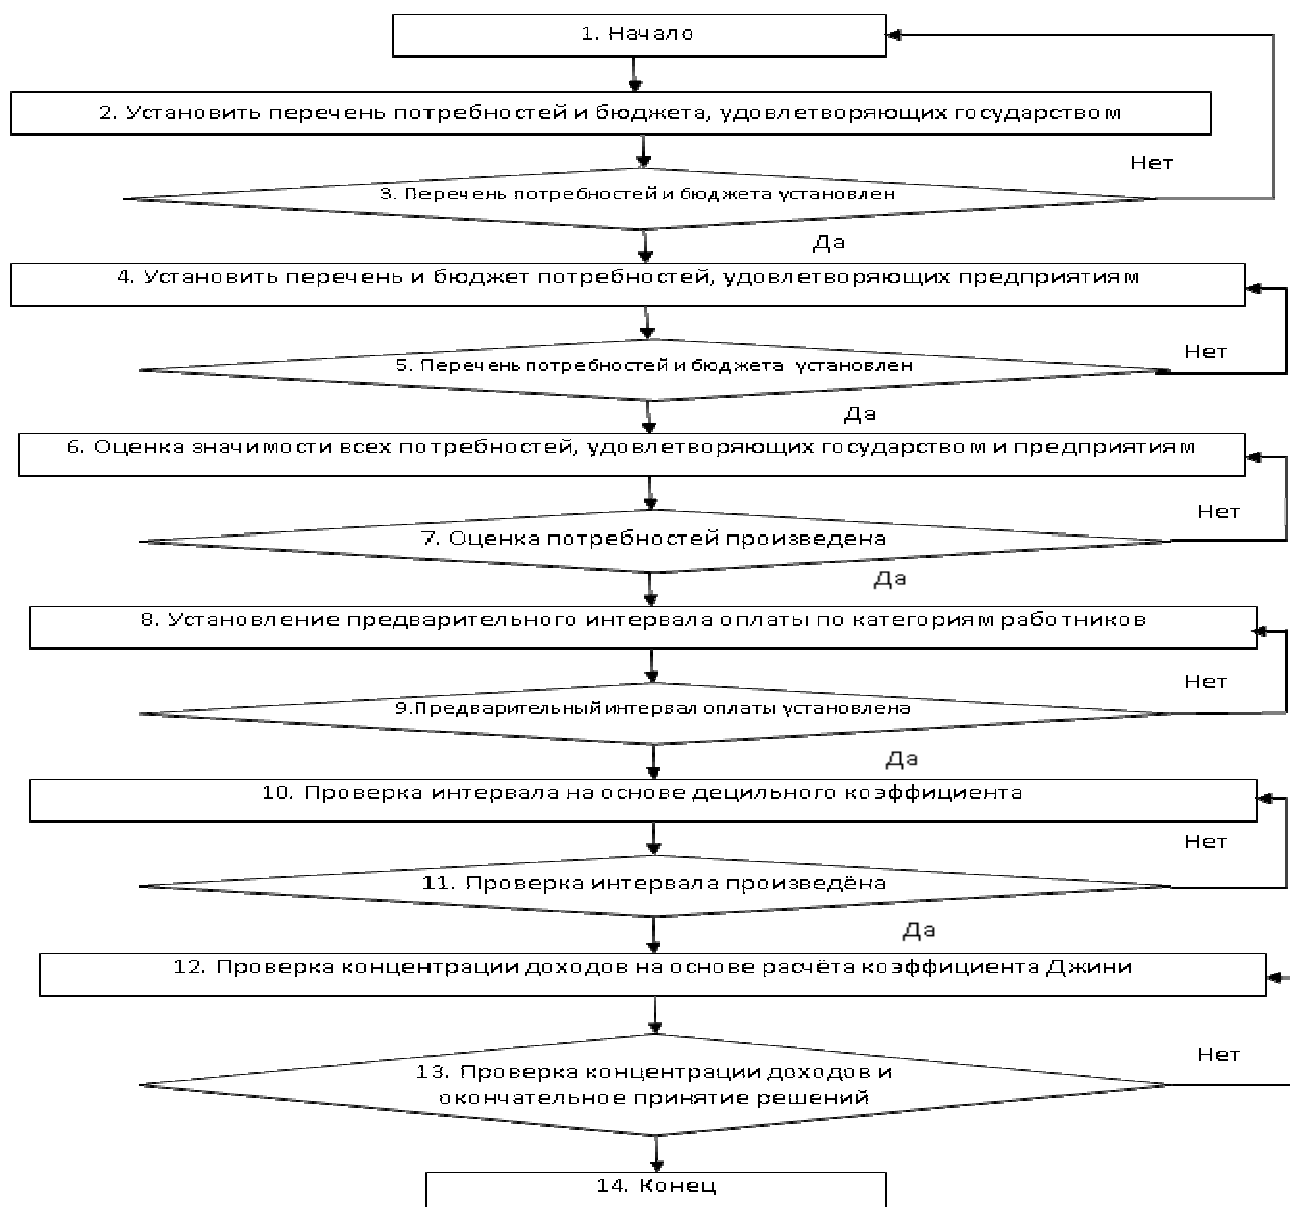 1. Начало
2. Установить перечень потребностей и бюджета, удовлетворяющих государством
Нет
3. Перечень потребностей и бюджета установлен
Да
4. Установить перечень и бюджет потребностей, удовлетворяющих предприятиям
Нет
5. Перечень потребностей и бюджета установлен
Да
6. Оценка значимости всех потребностей, удовлетворяющих государством и предприятиям
Нет
7. Оценка потребностей произведена
Да
8. Установление предварительного интервала оплаты по категориям работников
Нет
9.Предварительный интервал оплаты установлена
Да
10. Проверка интервала на основе децильного коэффициента
Нет
11. Проверка интервала произведёна
Да
12. Проверка концентрации доходов на основе расчёта коэффициента Джини
Нет
13. Проверка концентрации доходов и
окончательное принятие решений
14. Конец